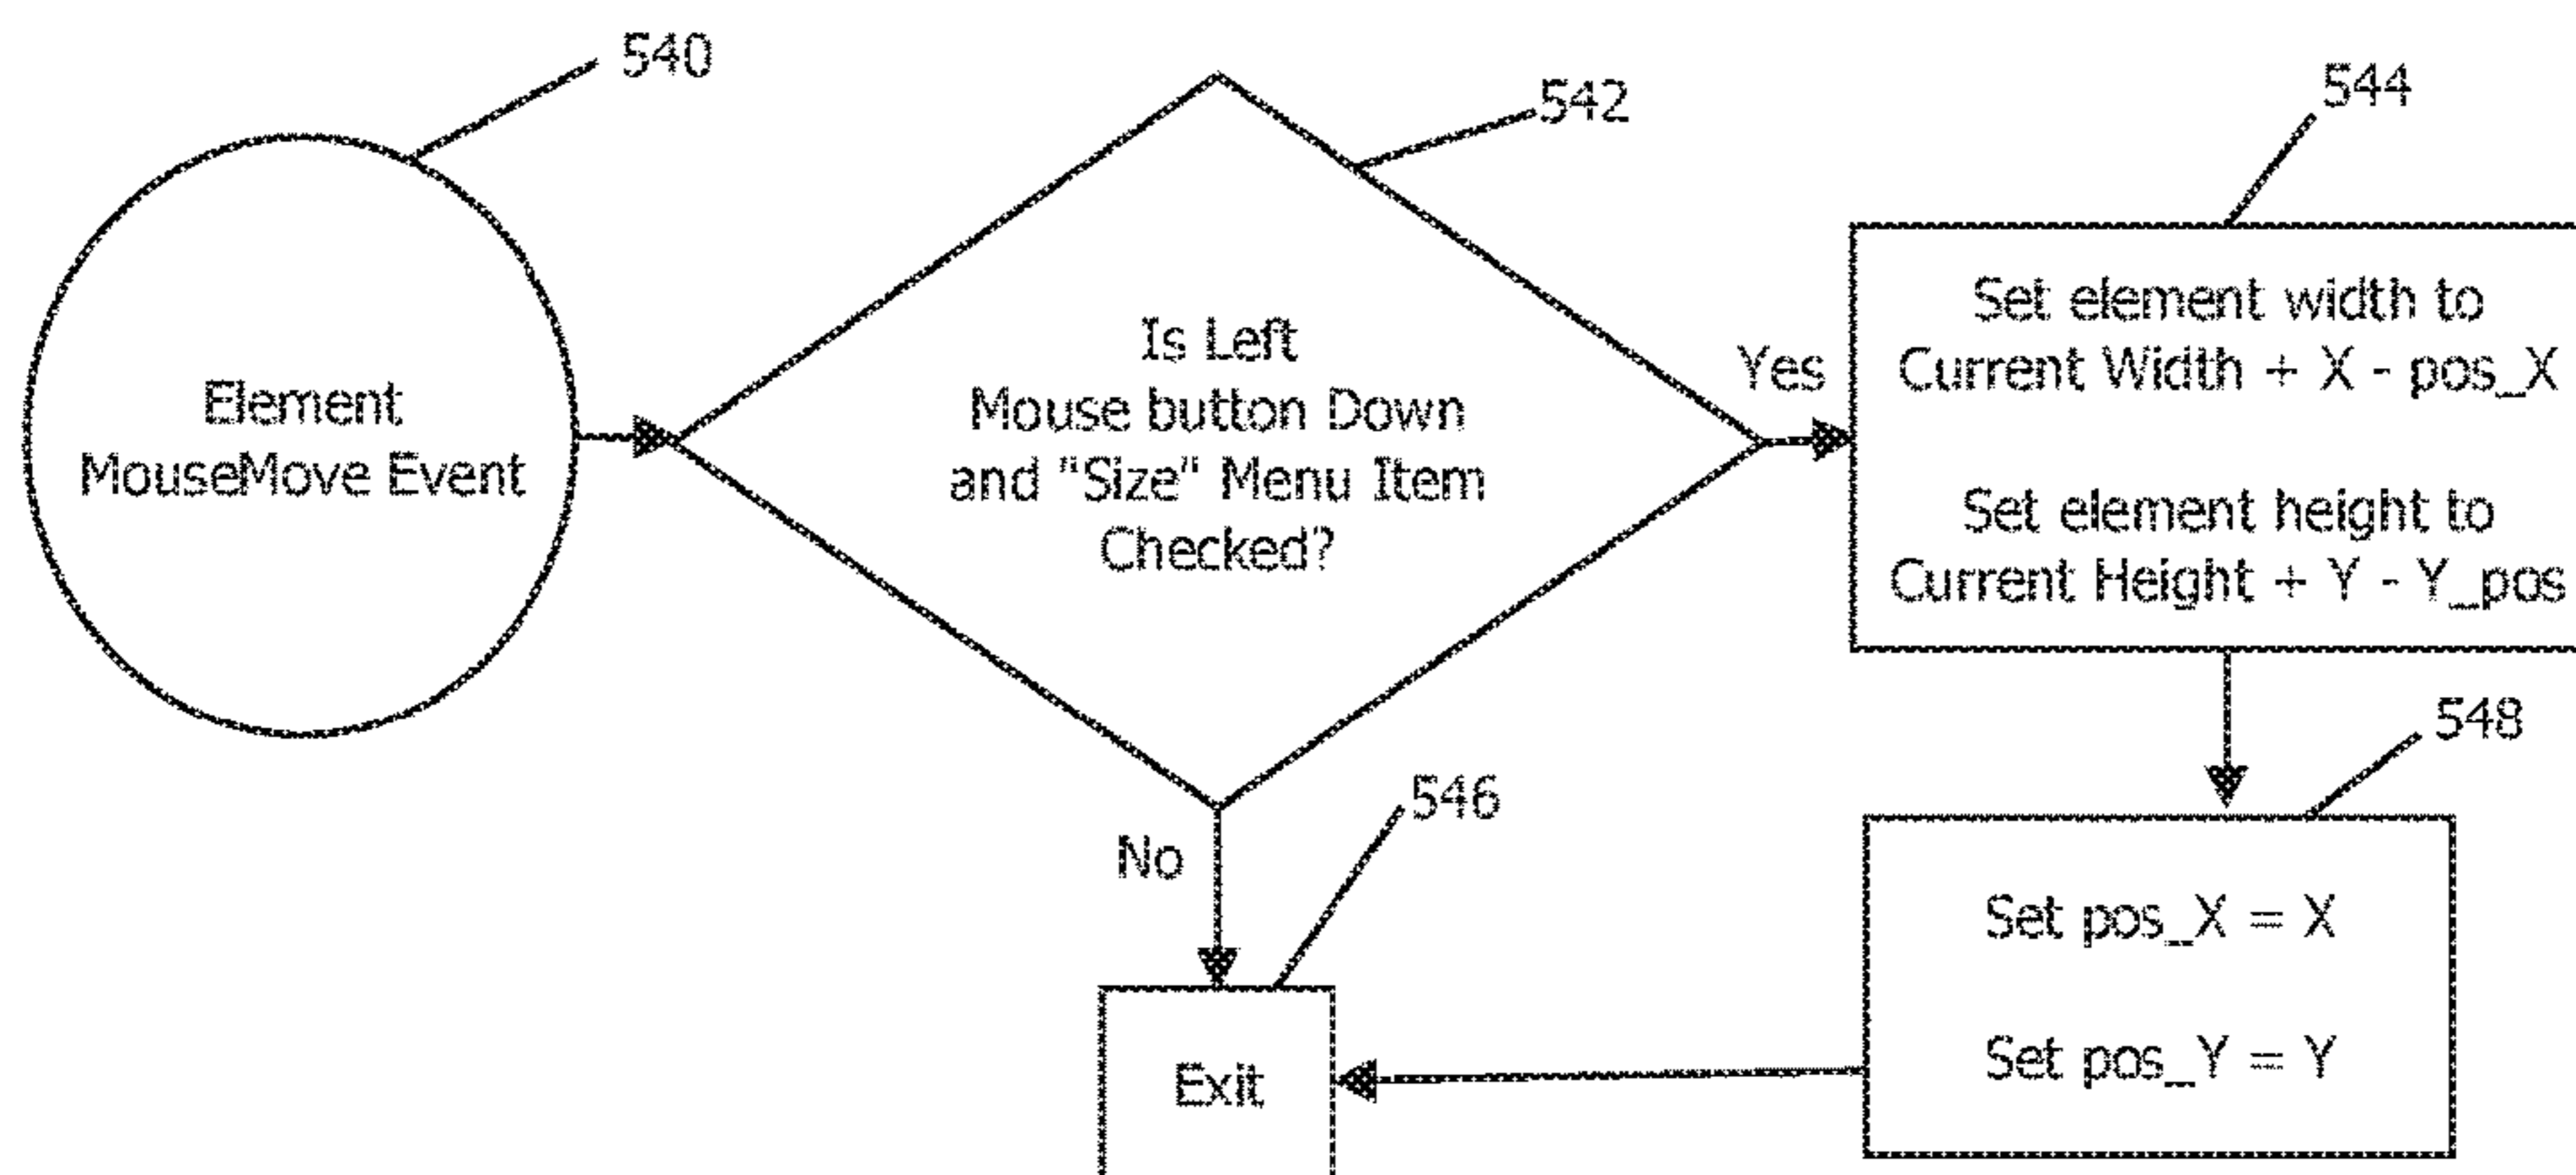 540
Element
MouseMove Event
542
Is Left
Mouse button Down
and "Size" Menu Item
Checked?
Yes
544
Set element width to
Current Width + X - pos_X
Set element height to
Current Height + Y - Y_pos
548
Set pos_X = X
Set pos_Y = Y
No
546
Exit